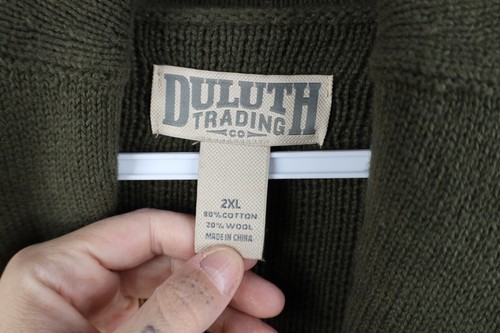 DULUTH
TRADING
CO
2XL
80% COTTON
20% WOOL
MADE IN CHINA